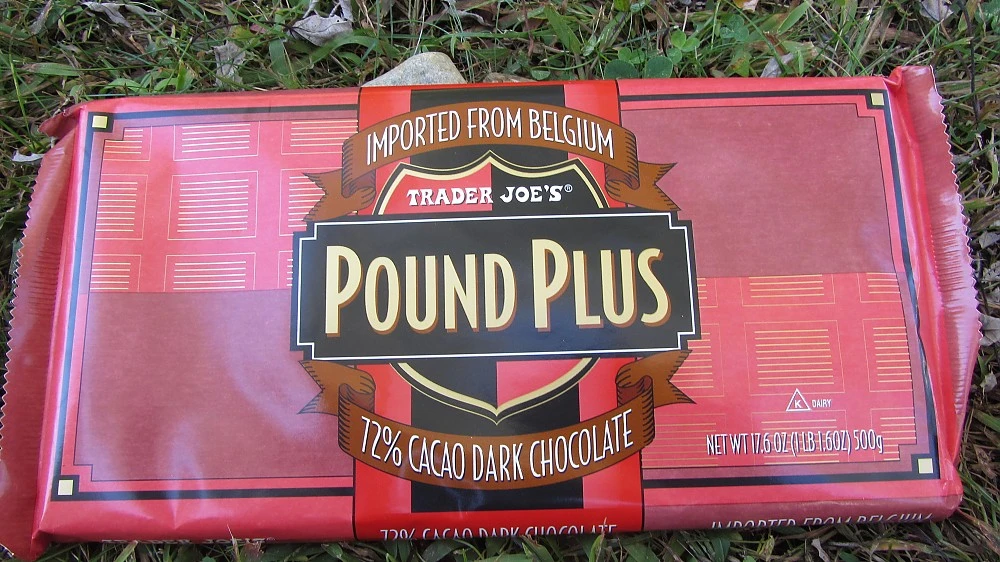 IMPORTED FROM BELGIUM
TRADER JOE'S®
POUND PLUS
72% CACAO DARK CHOCOLATE
K DAIRY
NET WT 17.6 OZ (1 LB 1.6OZ) 500g
72% CACAO DARK CHOCOLATE
IMPORTED FROM BELGIUM